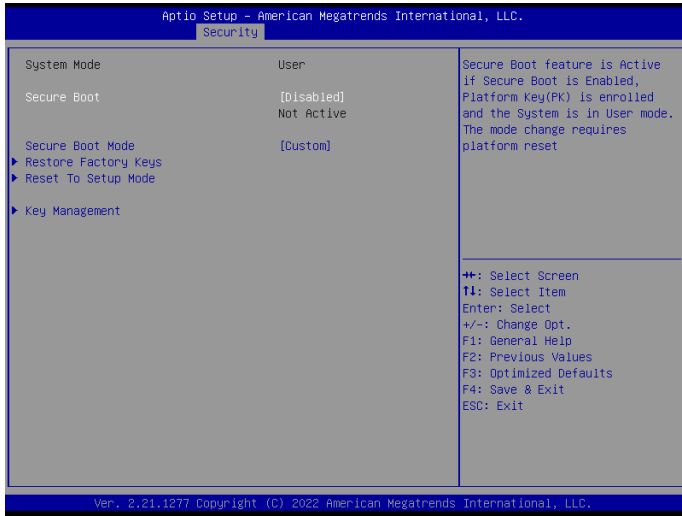 Aptio Setup – American Megatrends International, LLC.
Security
System Mode User
Secure Boot [Disabled]
Not Active
Secure Boot Mode [Custom]
Restore Factory Keys
Reset To Setup Mode
Key Management
Secure Boot feature is Active
if Secure Boot is Enabled,
Platform Key(PK) is enrolled
and the System is in User mode.
The mode change requires
platform reset
→←: Select Screen
↑↓: Select Item
Enter: Select
+/-: Change Opt.
F1: General Help
F2: Previous Values
F3: Optimized Defaults
F4: Save & Exit
ESC: Exit
Ver. 2.21.1277 Copyright (C) 2022 American Megatrends International, LLC.